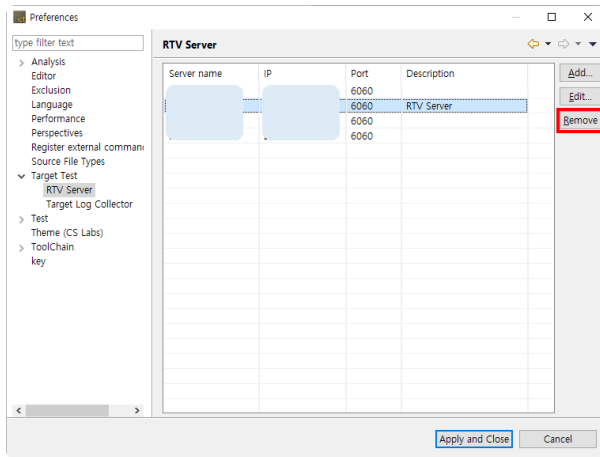 Preferences
type filter text
Analysis
Editor
Exclusion
Language
Performance
Perspectives
Register external comman
Source File Types
Target Test
RTV Server
Target Log Collector
Test
Theme (CS Labs)
ToolChain
key
RTV Server
Server name IP Port Description
6060
6060 RTV Server
6060
6060
Add...
Edit...
Remove
Apply and Close Cancel